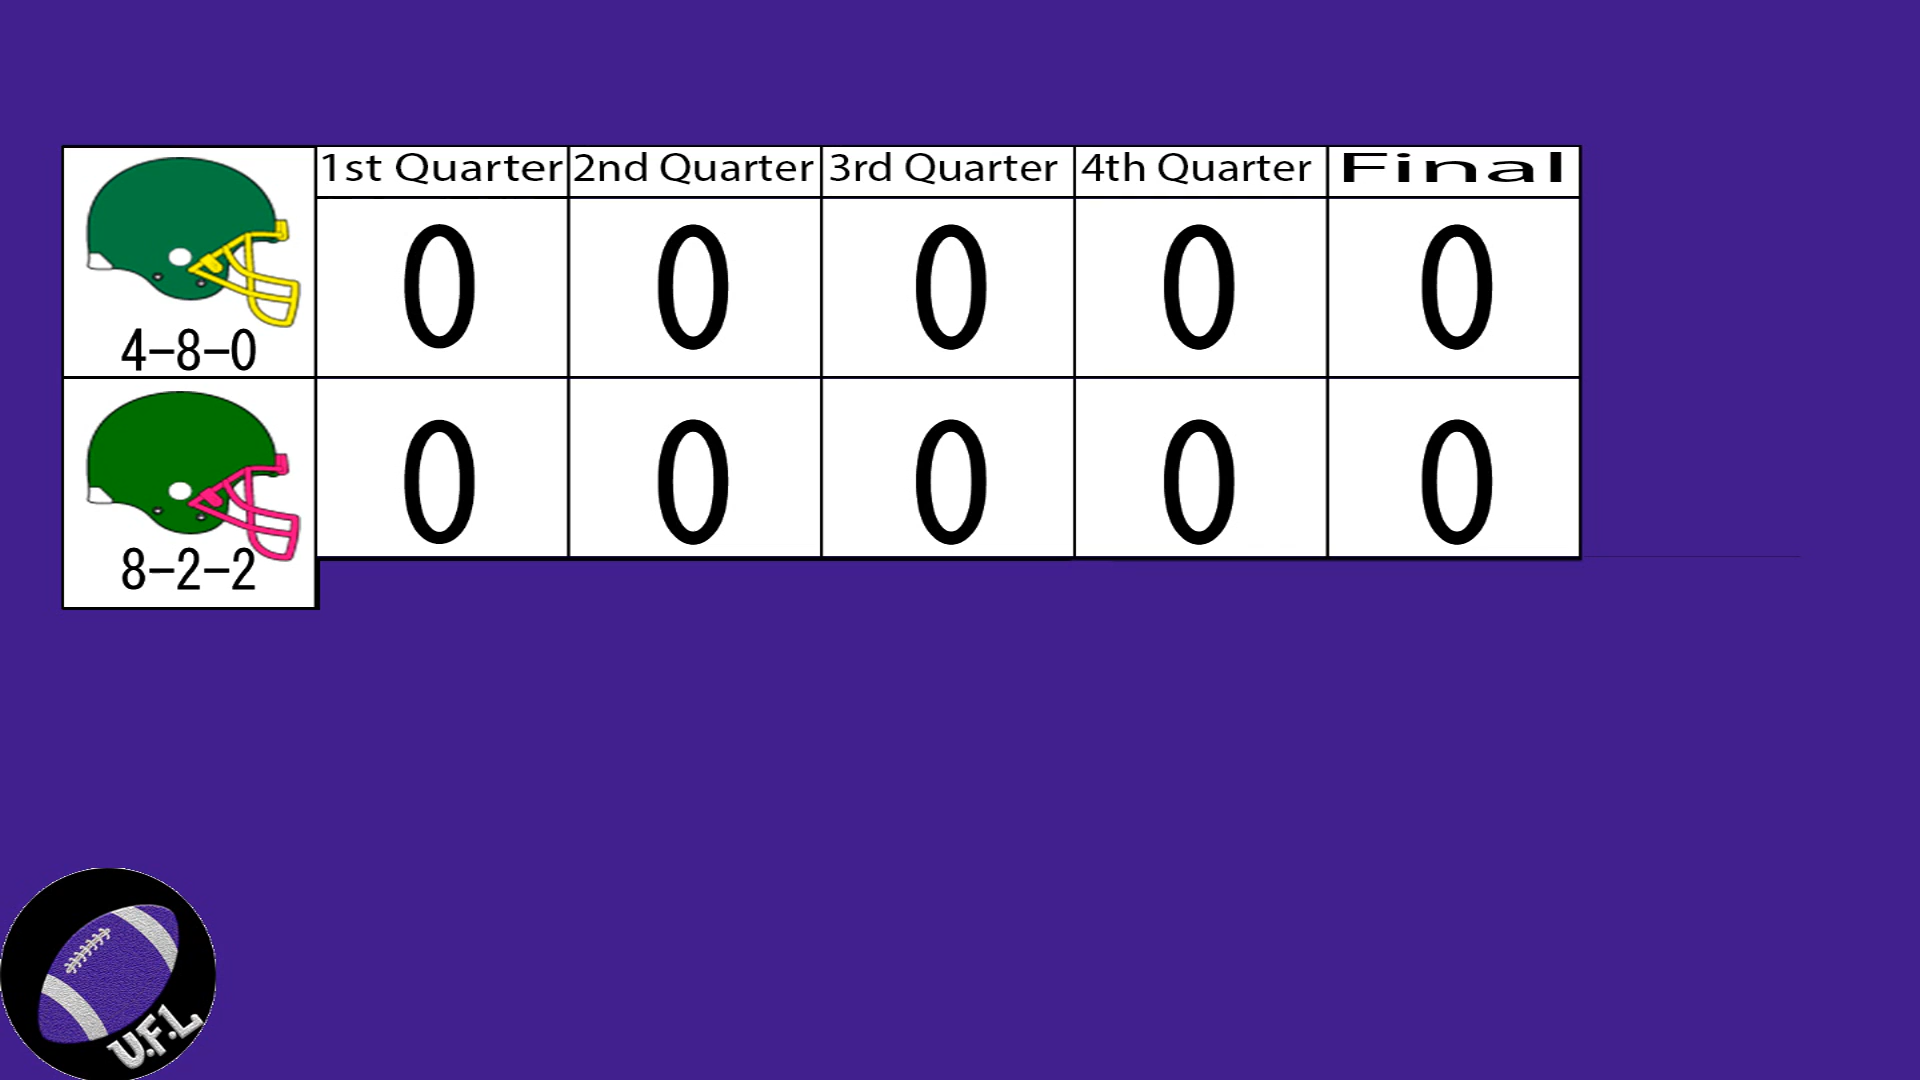 1st Quarter 2nd Quarter 3rd Quarter 4th Quarter Final
0 0 0 0 0
4-8-0
0 0 0 0 0
8-2-2
U.F.L